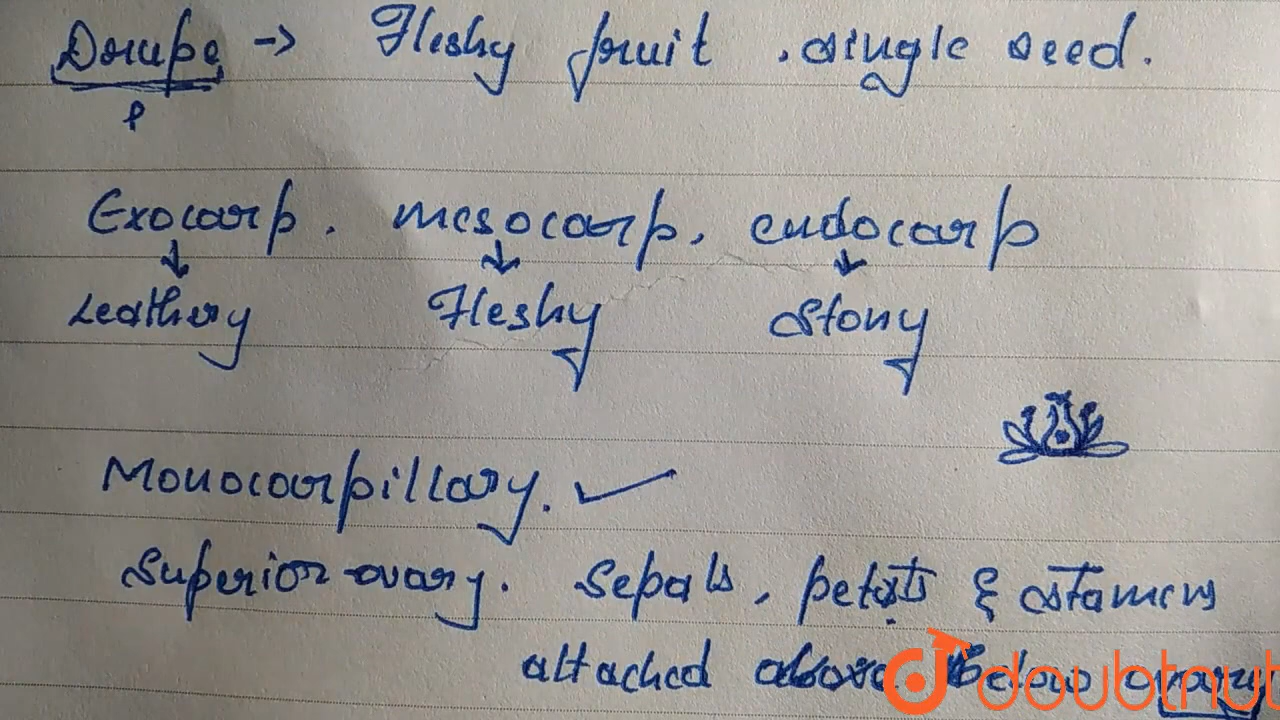 Drupe → Fleshy fruit, single seed.
Exocarp, mesocarp, endocarp
Leathery Fleshy Stony
Monocarpillary. ✓
Superior ovary. Sepals, petals & stamens
attached below ovary
doubtnut